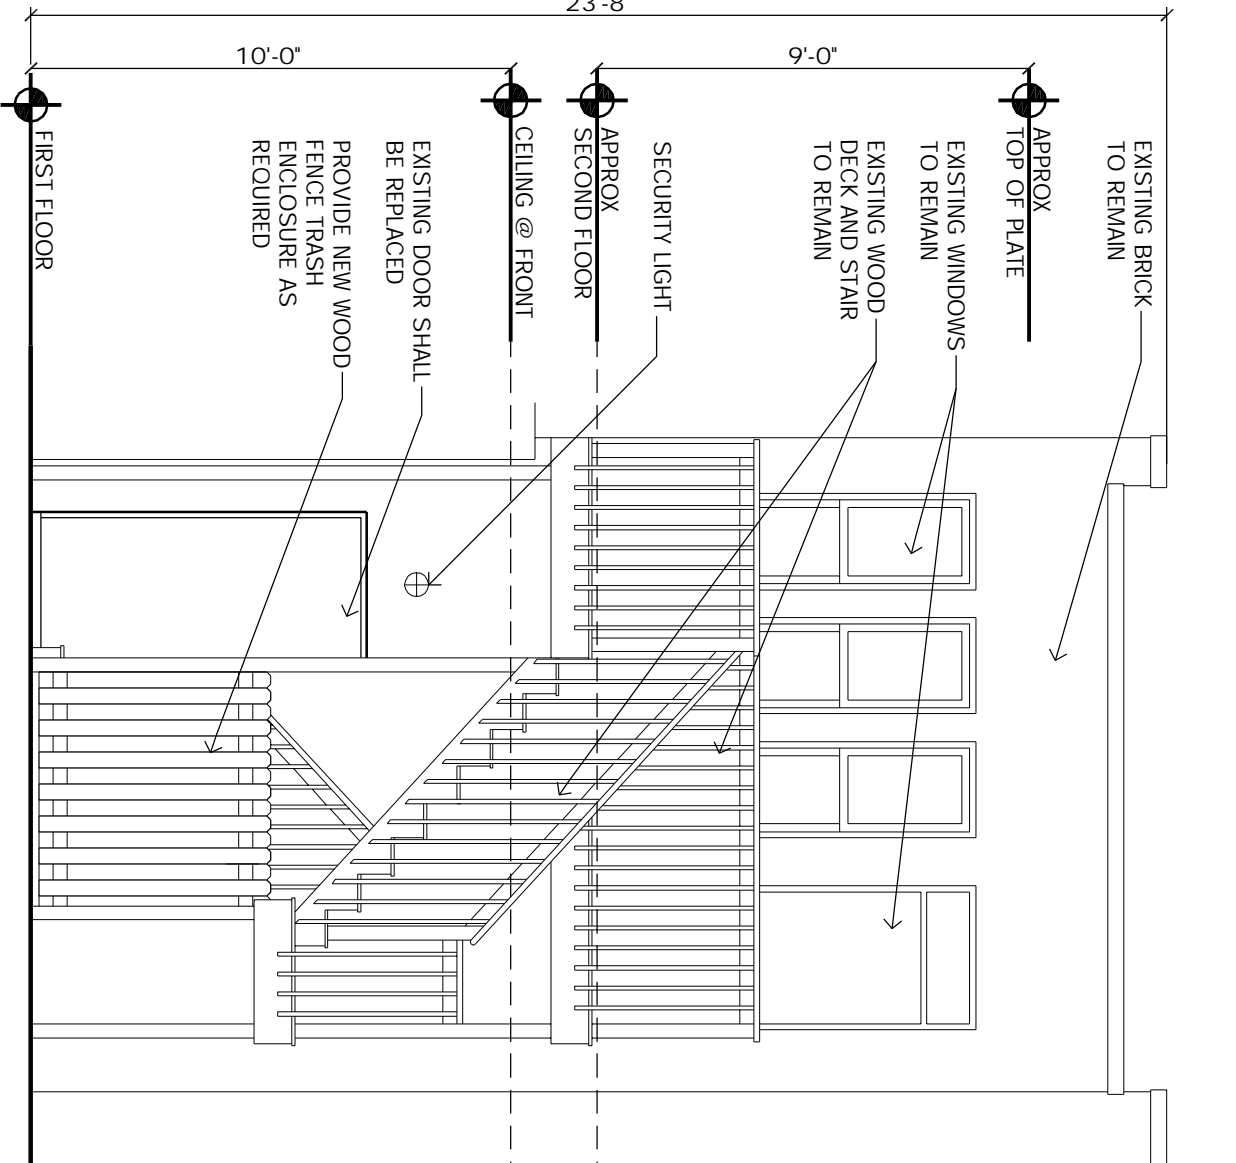 23'-8
10'-0"
9'-0"
EXISTING BRICK
TO REMAIN
APPROX
TOP OF PLATE
EXISTING WINDOWS
TO REMAIN
EXISTING WOOD
DECK AND STAIR
TO REMAIN
SECURITY LIGHT
APPROX
SECOND FLOOR
CEILING @ FRONT
EXISTING DOOR SHALL
BE REPLACED
PROVIDE NEW WOOD
FENCE TRASH
ENCLOSURE AS
REQUIRED
FIRST FLOOR